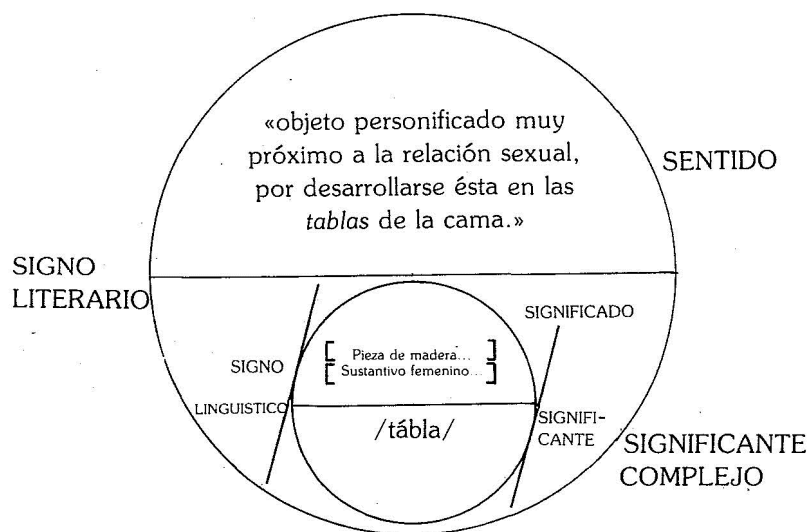 «objeto personificado muy
próximo a la relación sexual,
por desarrollarse ésta en las
tablas de la cama.»
SENTIDO
SIGNO
LITERARIO
SIGNIFICADO
[ Pieza de madera... ]
[ Sustantivo femenino... ]
SIGNO
LINGUISTICO
/tábla/
SIGNIFI-
CANTE
SIGNIFICANTE
COMPLEJO